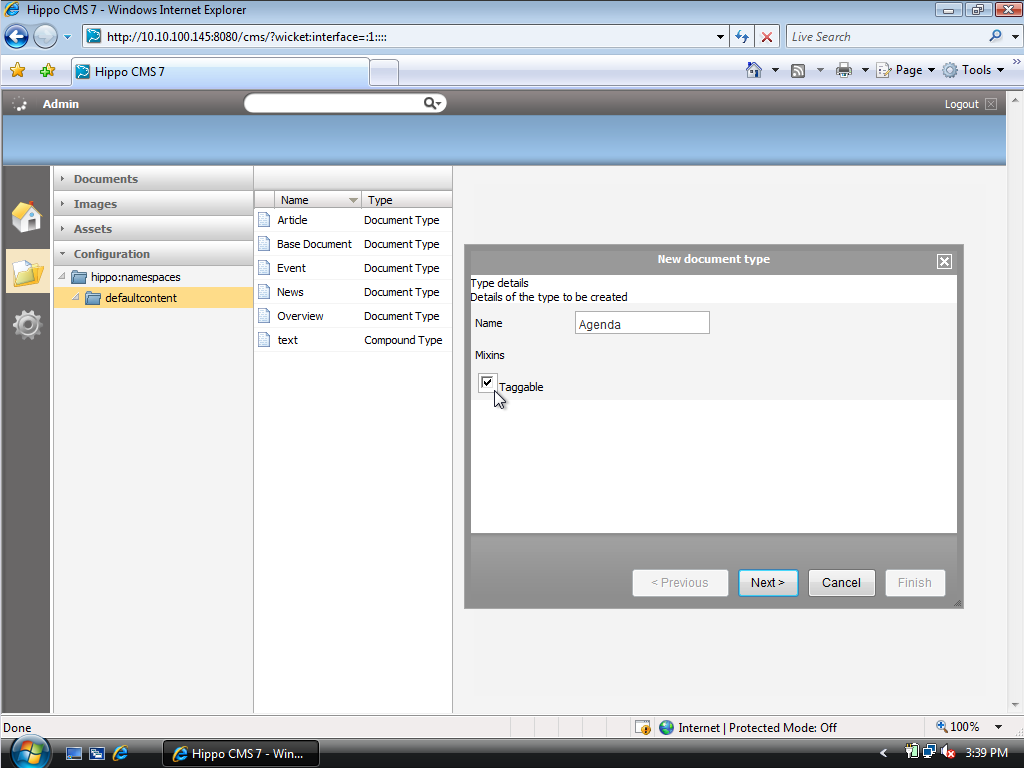 Hippo CMS 7 - Windows Internet Explorer
http://10.10.100.145:8080/cms/?wicket:interface=:1::::
Live Search
Hippo CMS 7
Page
Tools
Admin
Logout
Documents
Images
Assets
Configuration
hippo:namespaces
defaultcontent
Name Type
Article Document Type
Base Document Document Type
Event Document Type
News Document Type
Overview Document Type
text Compound Type
New document type
Type details
Details of the type to be created
Name Agenda
Mixins
Taggable
< Previous Next > Cancel Finish
Done
Internet | Protected Mode: Off
100%
Hippo CMS 7 - Win...
3:39 PM